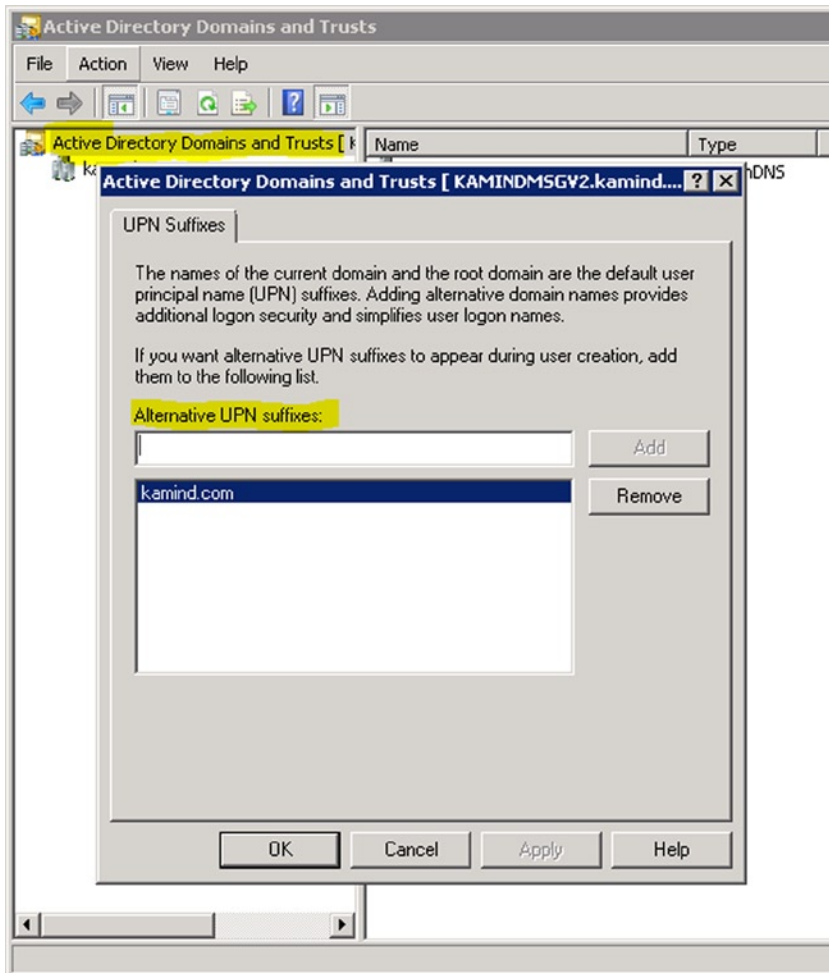 Active Directory Domains and Trusts
File Action View Help
Active Directory Domains and Trusts [ K
Name Type
ka
hDNS
Active Directory Domains and Trusts [ KAMINDMSGV2.kamind....
UPN Suffixes
The names of the current domain and the root domain are the default user
principal name (UPN) suffixes. Adding alternative domain names provides
additional logon security and simplifies user logon names.
If you want alternative UPN suffixes to appear during user creation, add
them to the following list.
Alternative UPN suffixes:
Add
kamind.com
Remove
OK Cancel Apply Help